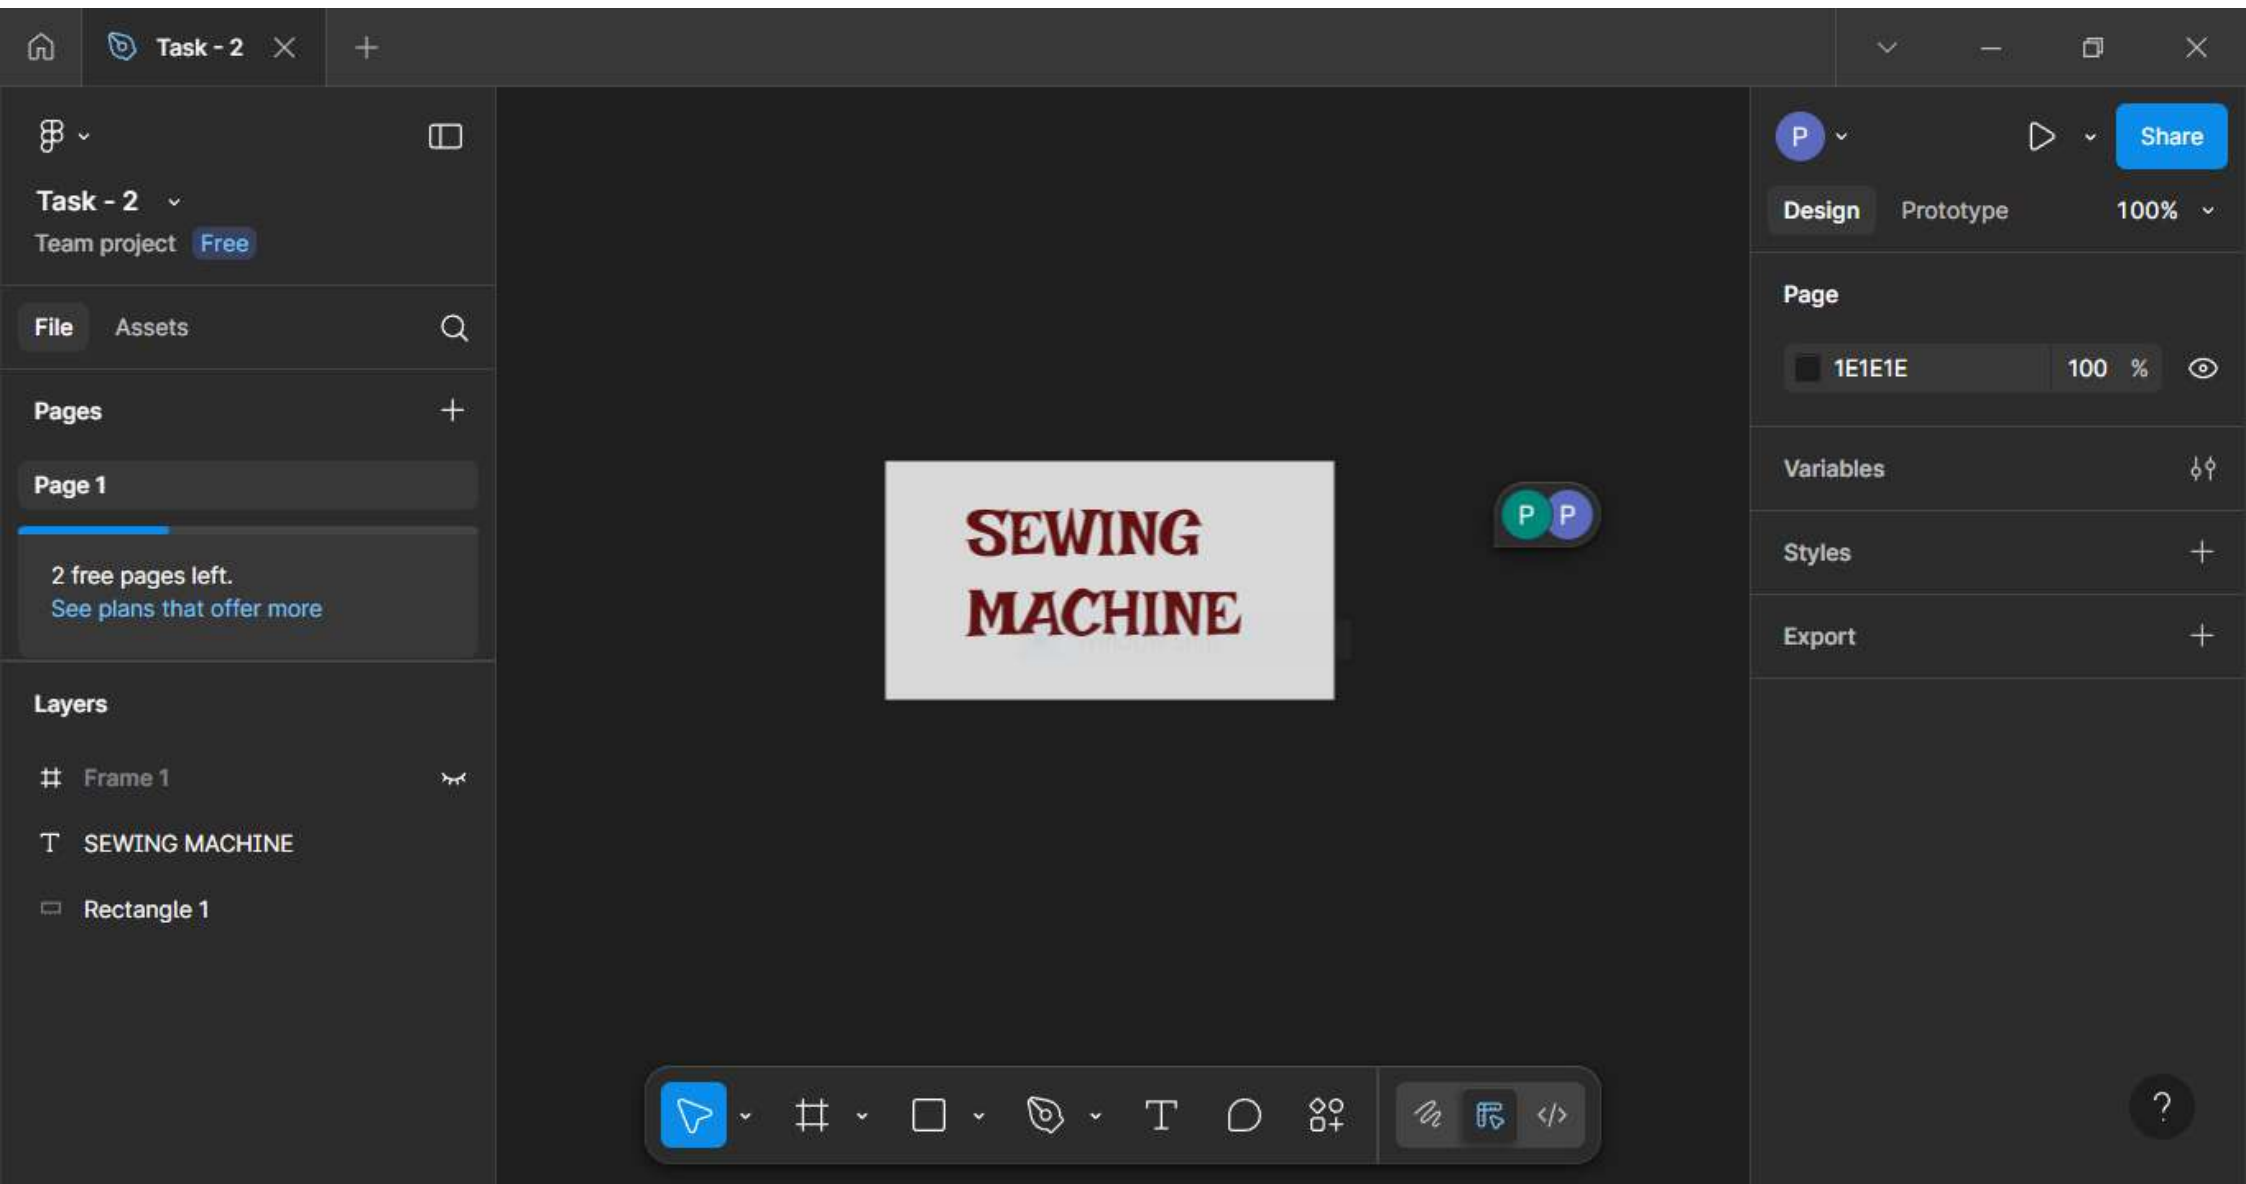 Task - 2
Task - 2
Team project Free
File Assets
Pages
Page 1
2 free pages left.
See plans that offer more
Layers
Frame 1
SEWING MACHINE
Rectangle 1
SEWING
MACHINE
P P
P
Share
Design Prototype 100%
Page
1E1E1E 100 %
Variables
Styles
Export
?